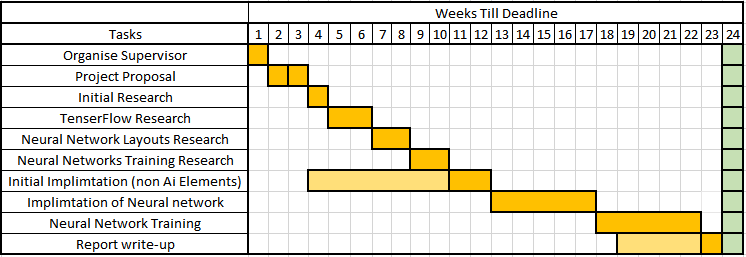 Weeks Till Deadline
Tasks 1 2 3 4 5 6 7 8 9 10 11 12 13 14 15 16 17 18 19 20 21 22 23 24
Organise Supervisor
Project Proposal
Initial Research
TenserFlow Research
Neural Network Layouts Research
Neural Networks Training Research
Initial Implimtation (non Ai Elements)
Implimtation of Neural network
Neural Network Training
Report write-up